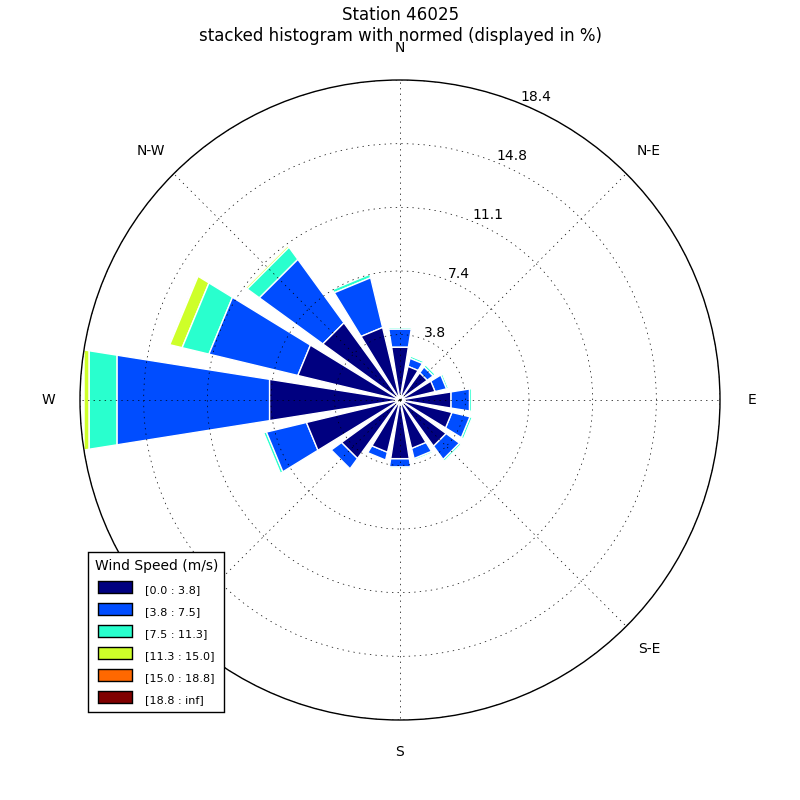 Station 46025
stacked histogram with normed (displayed in %)
N
18.4
N-W
N-E
14.8
11.1
7.4
3.8
W
E
Wind Speed (m/s)
[0.0 : 3.8)
[3.8 : 7.5)
[7.5 : 11.3)
[11.3 : 15.0)
[15.0 : 18.8)
[18.8 : inf)
S-E
S